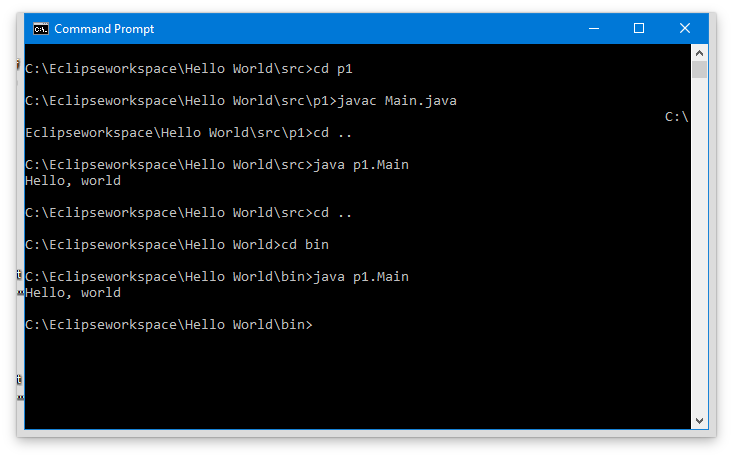 Command Prompt
C:\Eclipseworkspace\Hello World\src>cd p1
C:\Eclipseworkspace\Hello World\src\p1>javac Main.java
C:\
Eclipseworkspace\Hello World\src\p1>cd ..
C:\Eclipseworkspace\Hello World\src>java p1.Main
Hello, world
C:\Eclipseworkspace\Hello World\src>cd ..
C:\Eclipseworkspace\Hello World>cd bin
C:\Eclipseworkspace\Hello World\bin>java p1.Main
Hello, world
C:\Eclipseworkspace\Hello World\bin>